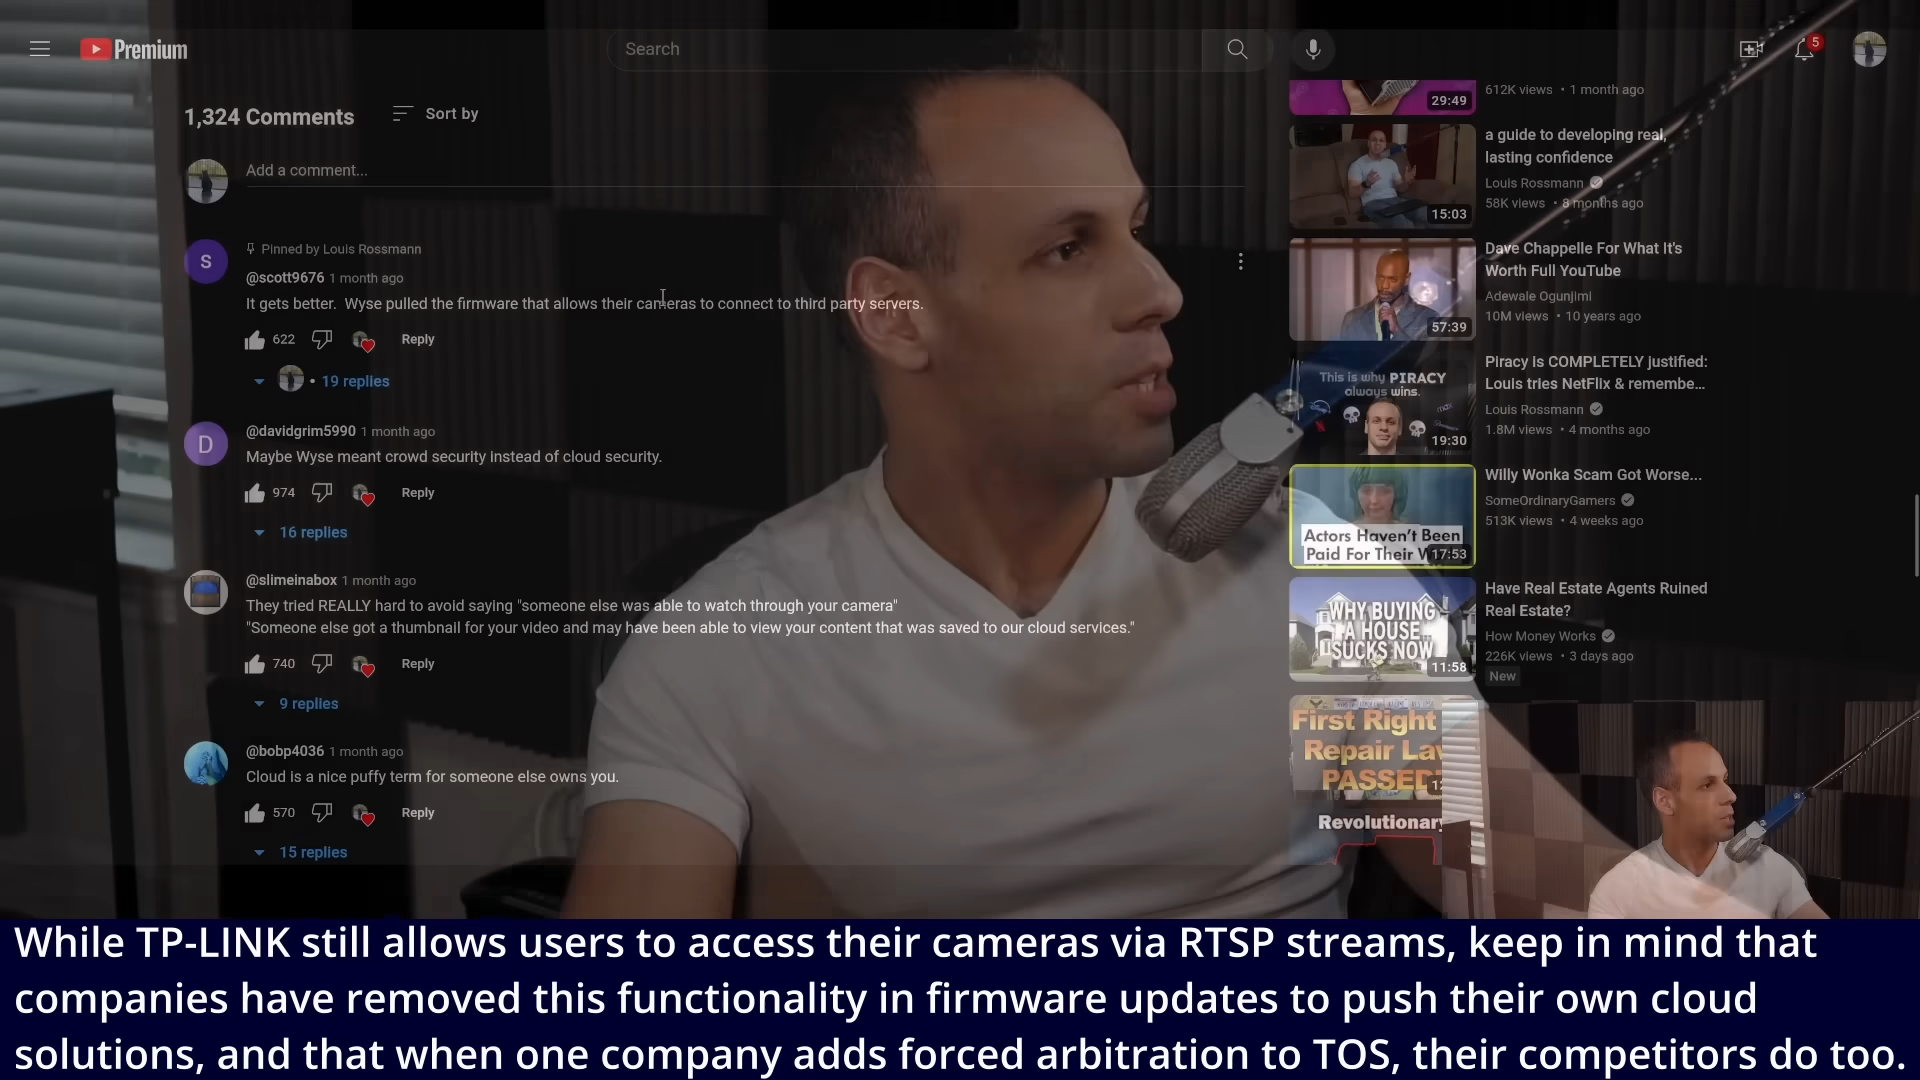 Premium
Search
5
1,324 Comments
Sort by
Add a comment...
Pinned by Louis Rossmann
S
@scott9676 1 month ago
It gets better.  Wyse pulled the firmware that allows their cameras to connect to third party servers.
622
Reply
• 19 replies
D
@davidgrim5990 1 month ago
Maybe Wyse meant crowd security instead of cloud security.
974
Reply
16 replies
@slimeinabox 1 month ago
They tried REALLY hard to avoid saying "someone else was able to watch through your camera"
"Someone else got a thumbnail for your video and may have been able to view your content that was saved to our cloud services."
740
Reply
9 replies
@bobp4036 1 month ago
Cloud is a nice puffy term for someone else owns you.
570
Reply
15 replies
29:49
612K views • 1 month ago
15:03
a guide to developing real,
lasting confidence
Louis Rossmann
58K views • 8 months ago
57:39
Dave Chappelle For What It's
Worth Full YouTube
Adewale Ogunjimi
10M views • 10 years ago
This is why PIRACY
always wins.
19:30
Piracy is COMPLETELY justified:
Louis tries NetFlix & remembe...
Louis Rossmann
1.8M views • 4 months ago
Actors Haven't Been
Paid For Their
17:53
Willy Wonka Scam Got Worse...
SomeOrdinaryGamers
513K views • 4 weeks ago
WHY BUYING
A HOUSE
SUCKS NOW
11:58
Have Real Estate Agents Ruined
Real Estate?
How Money Works
226K views • 3 days ago
New
First Right
Repair
PASSED
Revolutionary
While TP-LINK still allows users to access their cameras via RTSP streams, keep in mind that
companies have removed this functionality in firmware updates to push their own cloud
solutions, and that when one company adds forced arbitration to TOS, their competitors do too.